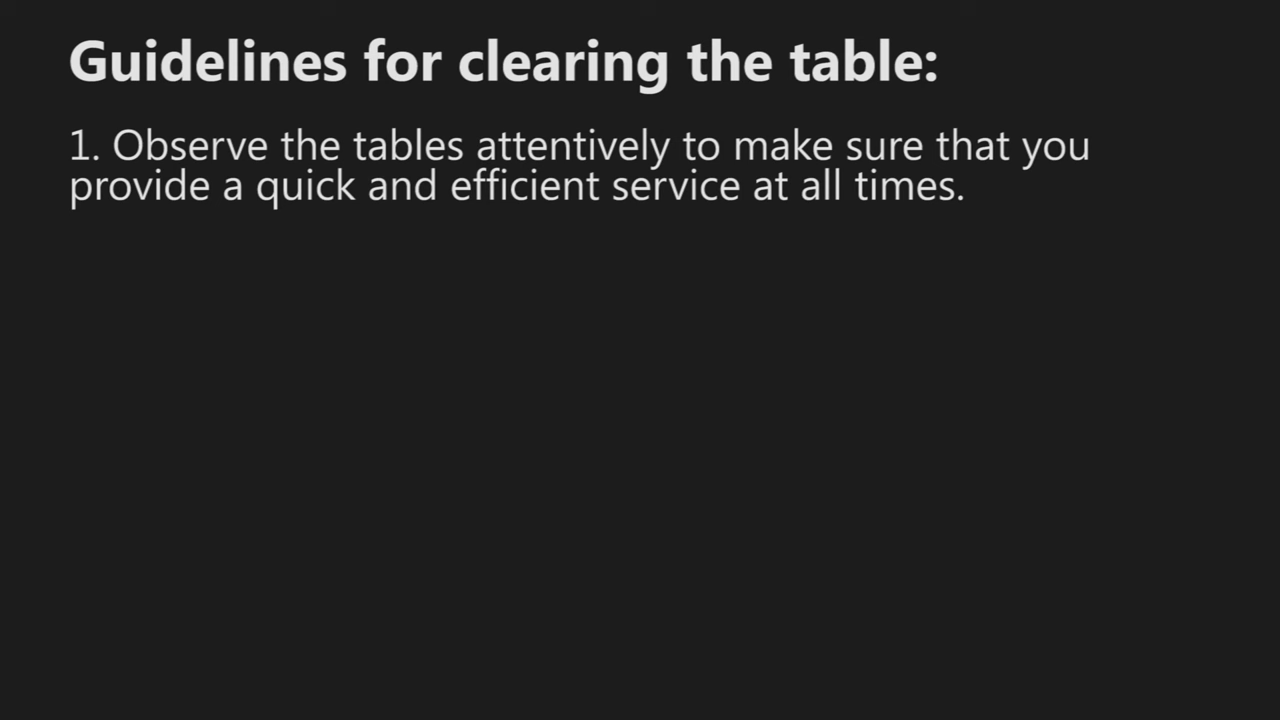 Guidelines for clearing the table:
1. Observe the tables attentively to make sure that you
provide a quick and efficient service at all times.